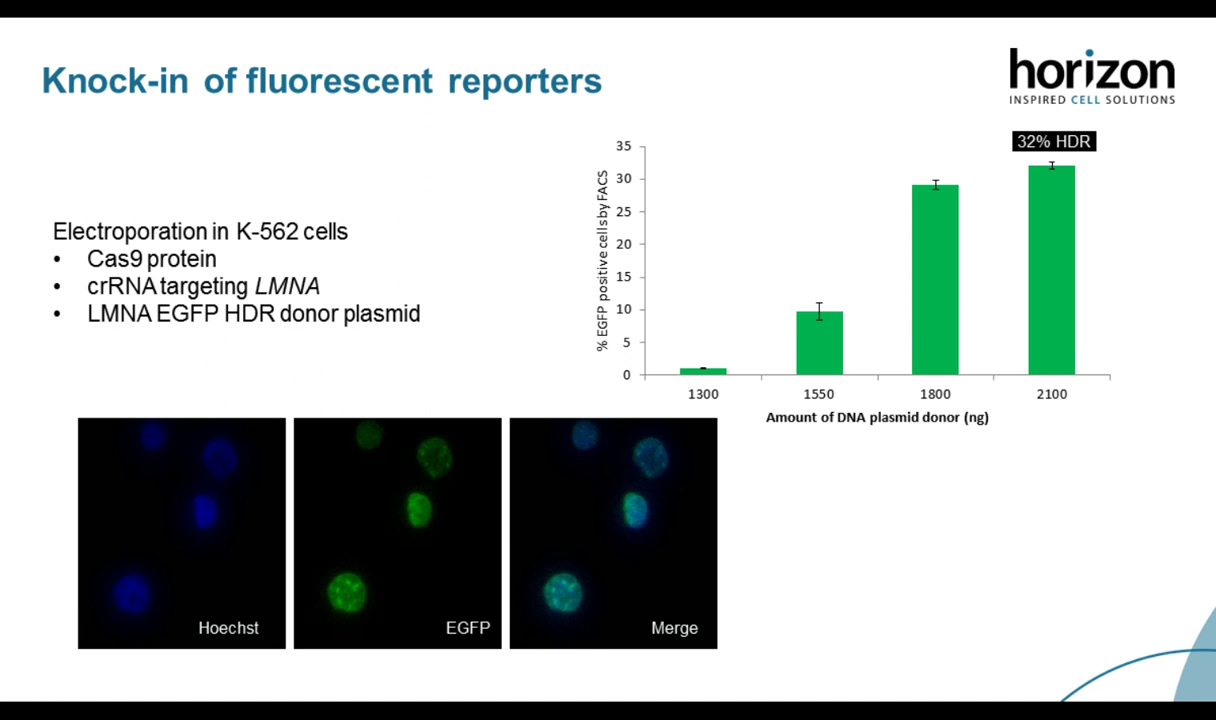 Knock-in of fluorescent reporters
horizon
INSPIRED CELL SOLUTIONS
Electroporation in K-562 cells
• Cas9 protein
• crRNA targeting LMNA
• LMNA EGFP HDR donor plasmid
32% HDR
% EGFP positive cells by FACS
35
30
25
20
15
10
5
0
1300 1550 1800 2100
Amount of DNA plasmid donor (ng)
Hoechst
EGFP
Merge